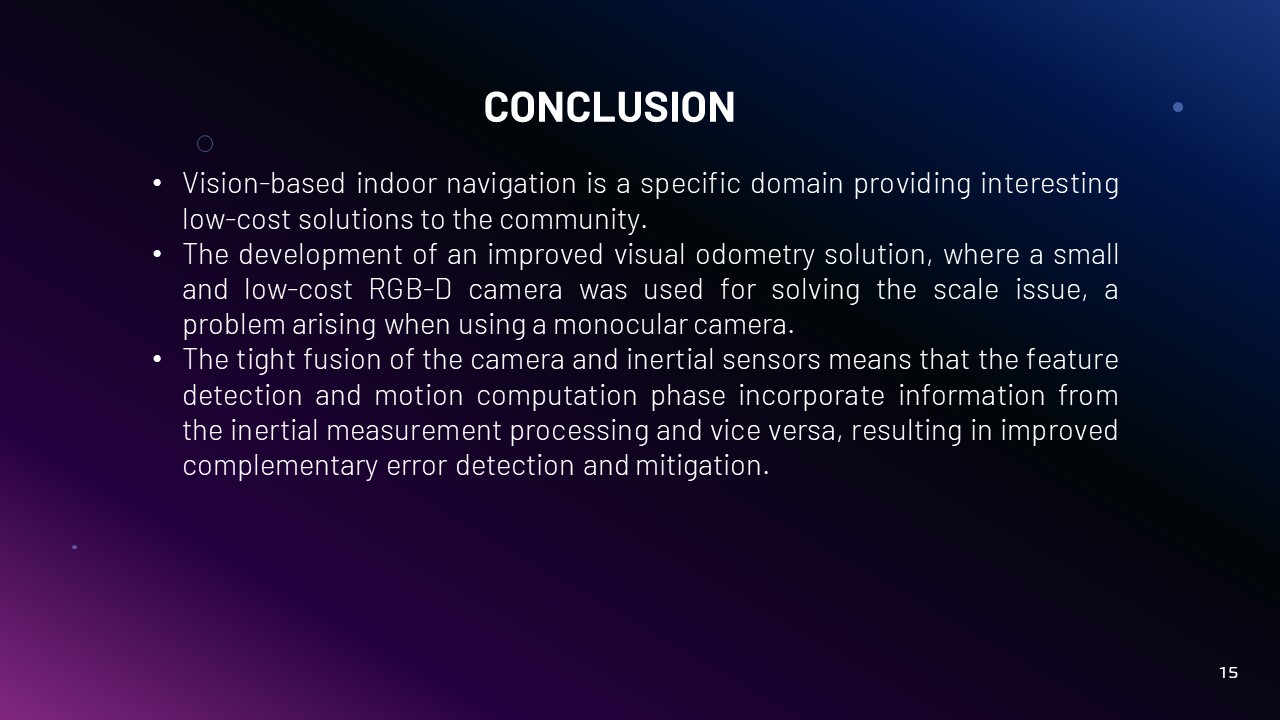 CONCLUSION
• Vision-based indoor navigation is a specific domain providing interesting
low-cost solutions to the community.
• The development of an improved visual odometry solution, where a small
and low-cost RGB-D camera was used for solving the scale issue, a
problem arising when using a monocular camera.
• The tight fusion of the camera and inertial sensors means that the feature
detection and motion computation phase incorporate information from
the inertial measurement processing and vice versa, resulting in improved
complementary error detection and mitigation.
15